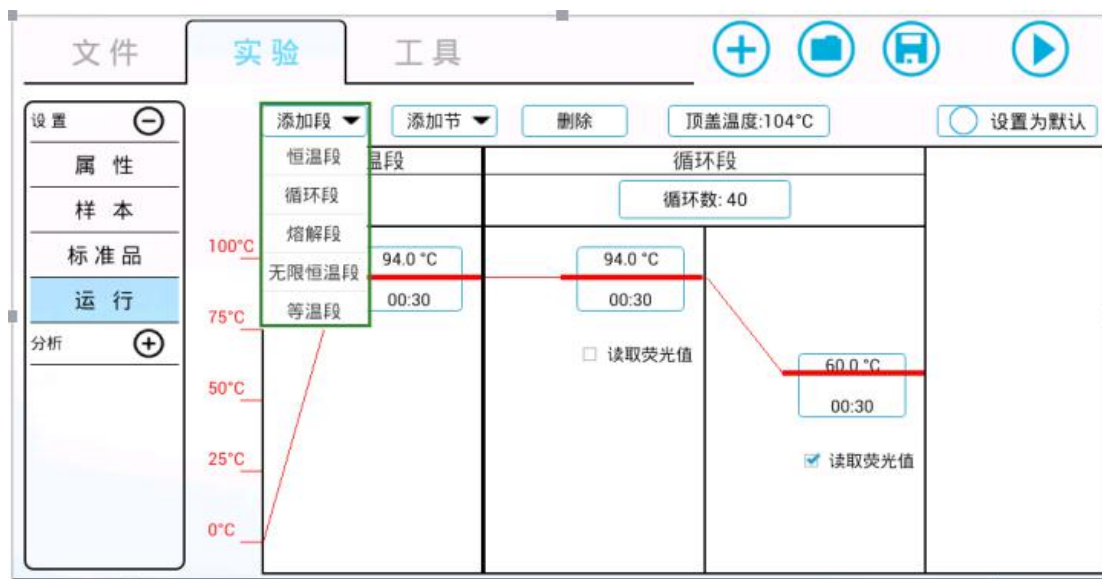 文件 实验 工具
设置
添加段 添加节 删除 顶盖温度:104°C 设置为默认
属性
样本
标准品
运行
分析
恒温段
循环段
熔解段
无限恒温段
等温段
温段 循环段
循环数: 40
100°C
75°C
50°C
25°C
0°C
94.0 °C
00:30
94.0 °C
00:30
读取荧光值
60.0 °C
00:30
读取荧光值